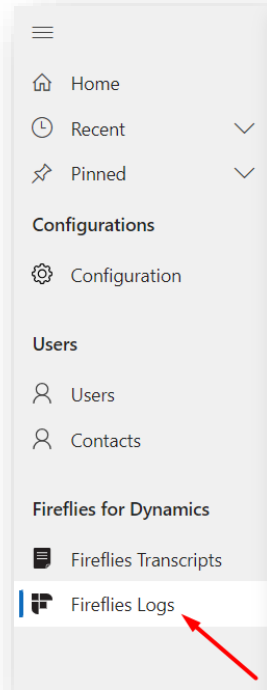 Home
Recent
Pinned
Configurations
Configuration
Users
Users
Contacts
Fireflies for Dynamics
Fireflies Transcripts
Fireflies Logs